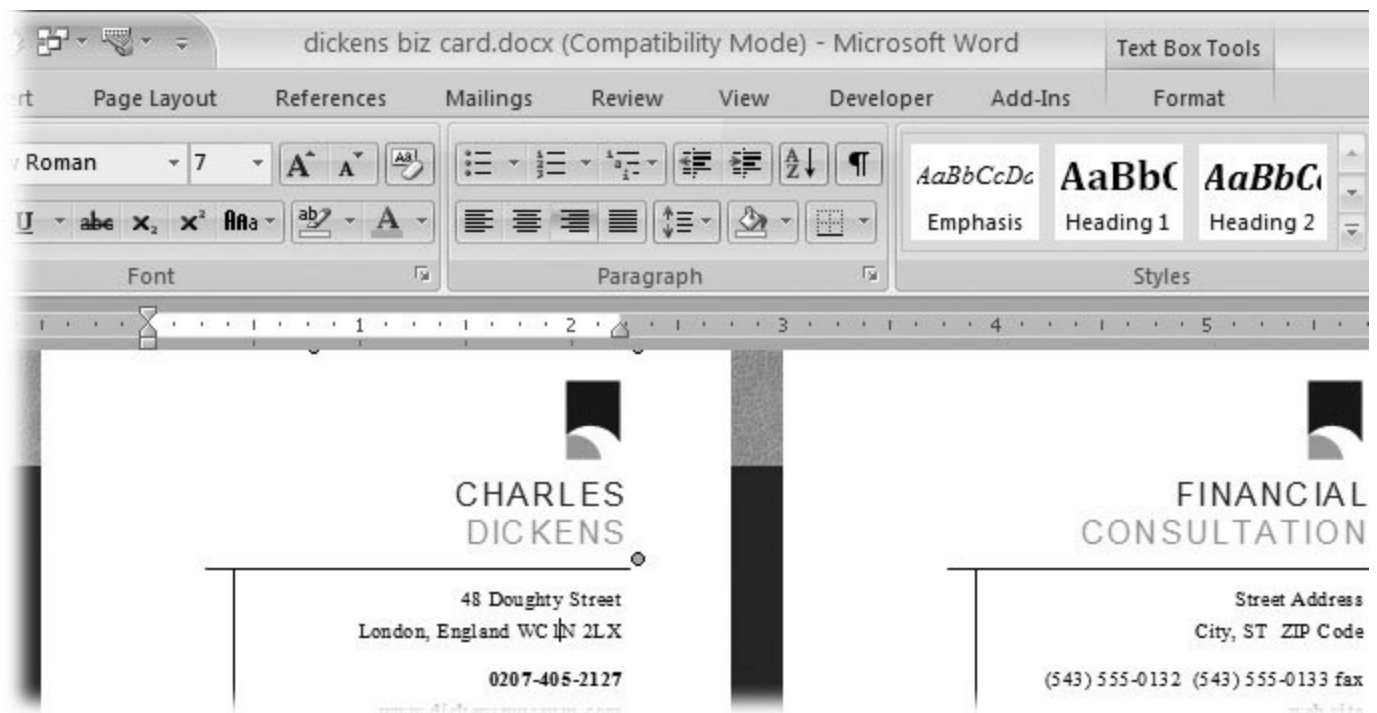 dickens biz card.docx (Compatibility Mode) - Microsoft Word
Text Box Tools
Page Layout References Mailings Review View Developer Add-Ins Format
Roman 7
AaBbCcDc AaBbC AaBbC
Emphasis Heading 1 Heading 2
Font Paragraph Styles
1 2 3 4 5
CHARLES
DICKENS
48 Doughty Street
London, England WC1N 2LX
0207-405-2127
FINANCIAL
CONSULTATION
Street Address
City, ST ZIP Code
(543) 555-0132 (543) 555-0133 fax
web site